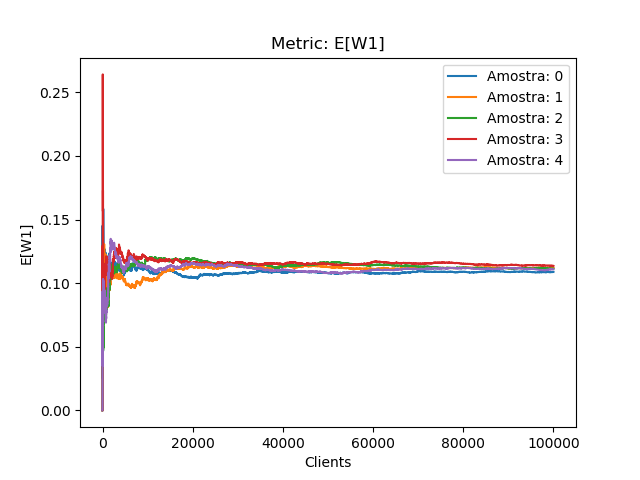 Metric: E[W1]
Amostra: 0
Amostra: 1
Amostra: 2
Amostra: 3
Amostra: 4
E[W1]
0.25
0.20
0.15
0.10
0.05
0.00
0 20000 40000 60000 80000 100000
Clients